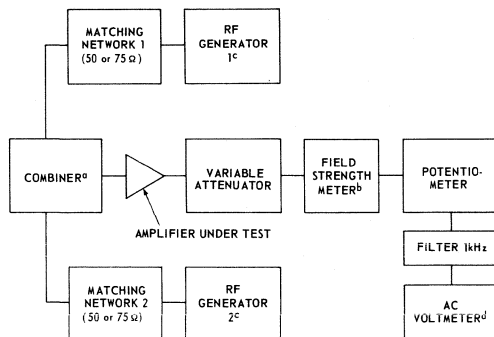 MATCHING
NETWORK 1
(50 or 75 Ω)
RF
GENERATOR
1ᶜ
COMBINERᵃ
VARIABLE
ATTENUATOR
FIELD
STRENGTH
METERᵇ
POTENTIO-
METER
AMPLIFIER UNDER TEST
FILTER 1kHz
MATCHING
NETWORK 2
(50 or 75 Ω)
RF
GENERATOR
2ᶜ
AC
VOLTMETERᵈ